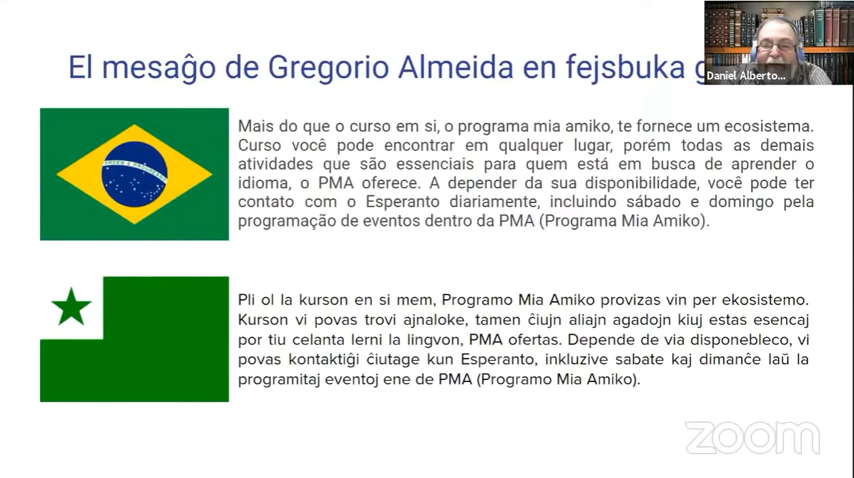 El mesaĝo de Gregorio Almeida en fejsbuka
Daniel Alberto...
Mais do que o curso em si, o programa mia amiko, te fornece um ecosistema.
Curso você pode encontrar em qualquer lugar, porém todas as demais
atividades que são essenciais para quem está em busca de aprender o
idioma, o PMA oferece. A depender da sua disponibilidade, você pode ter
contato com o Esperanto diariamente, incluindo sábado e domingo pela
programação de eventos dentro da PMA (Programa Mia Amiko).
Pli ol la kurson en si mem, Programo Mia Amiko provizas vin per ekosistemo.
Kurson vi povas trovi ajnaloke, tamen ĉiujn aliajn agadojn kiuj estas esencaj
por tiu celanta lerni la lingvon, PMA ofertas. Depende de via disponebleco, vi
povas kontaktiĝi ĉiutage kun Esperanto, inkluzive sabate kaj dimanĉe laŭ la
programitaj eventoj ene de PMA (Programo Mia Amiko).
zoom